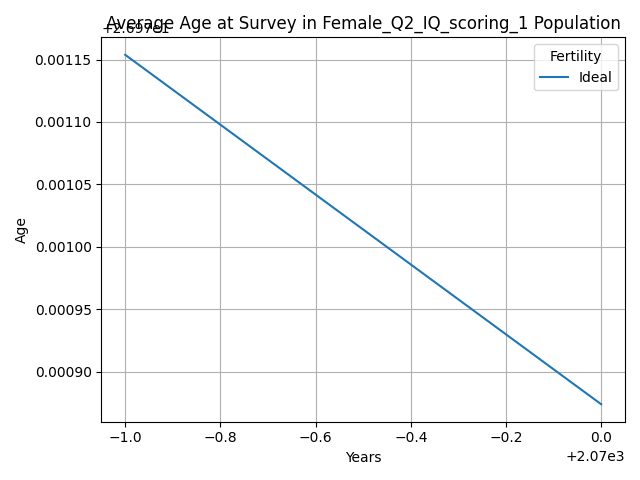 Average Age at Survey in Female_Q2_IQ_scoring_1 Population
+2.697e1
0.00115
0.00110
0.00105
0.00100
0.00095
0.00090
Age
Fertility
Ideal
−1.0 −0.8 −0.6 −0.4 −0.2 0.0
Years
+2.07e3